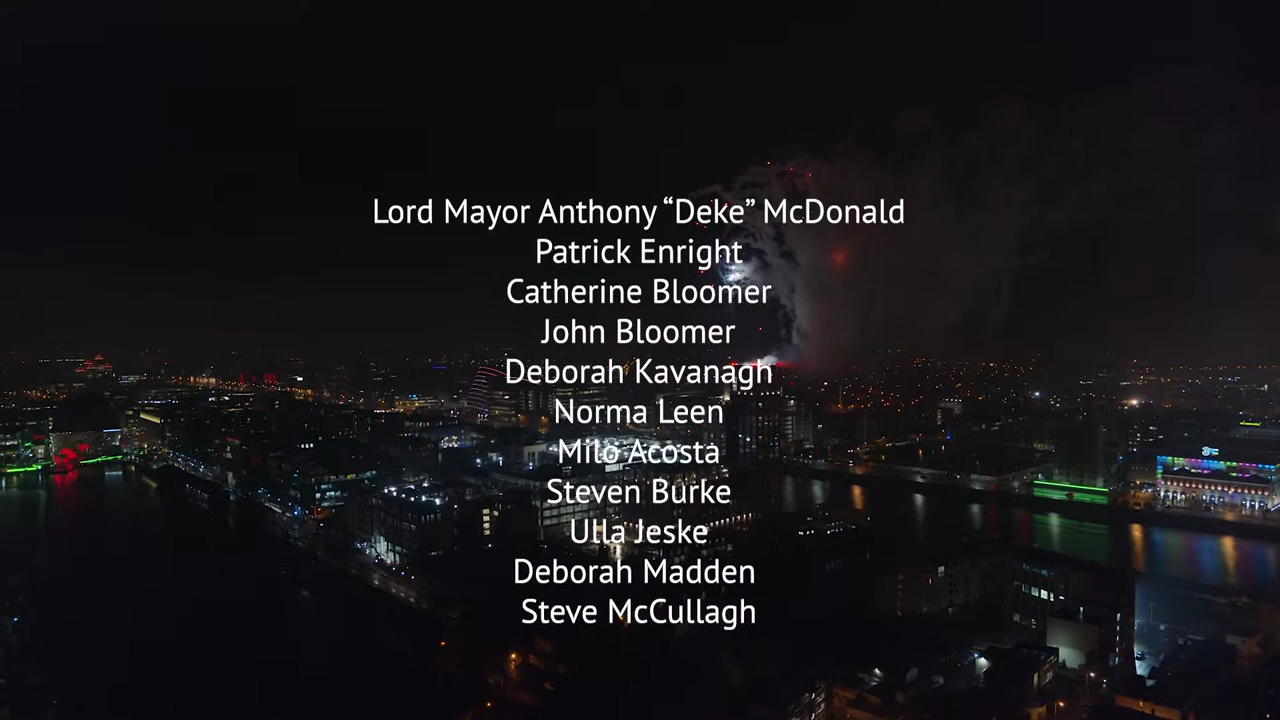 Lord Mayor Anthony “Deke” McDonald
Patrick Enright
Catherine Bloomer
John Bloomer
Deborah Kavanagh
Norma Leen
Milo Acosta
Steven Burke
Ulla Jeske
Deborah Madden
Steve McCullagh